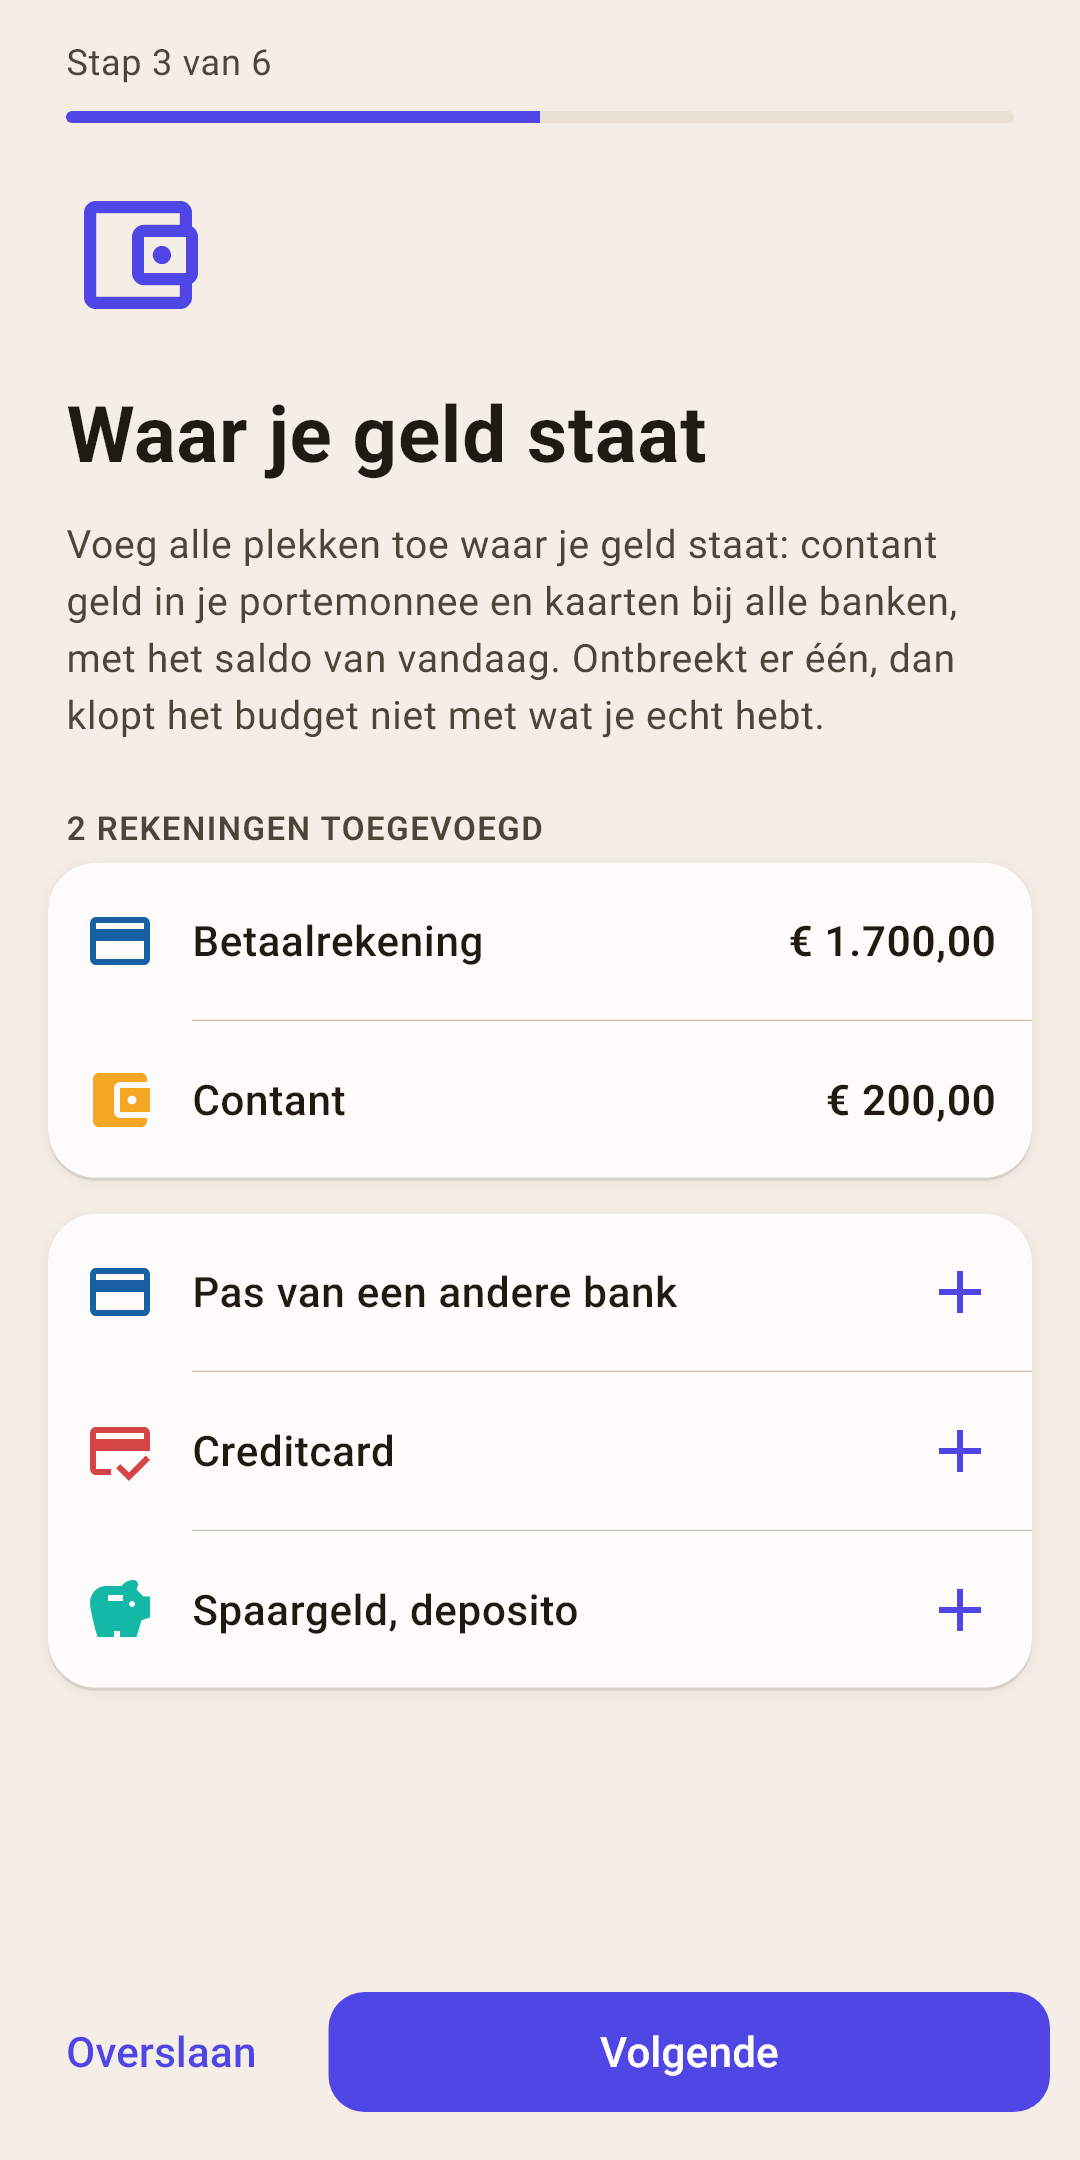 Stap 3 van 6
Waar je geld staat
Voeg alle plekken toe waar je geld staat: contant
geld in je portemonnee en kaarten bij alle banken,
met het saldo van vandaag. Ontbreekt er één, dan
klopt het budget niet met wat je echt hebt.
2 REKENINGEN TOEGEVOEGD
Betaalrekening € 1.700,00
Contant € 200,00
Pas van een andere bank
Creditcard
Spaargeld, deposito
Overslaan Volgende